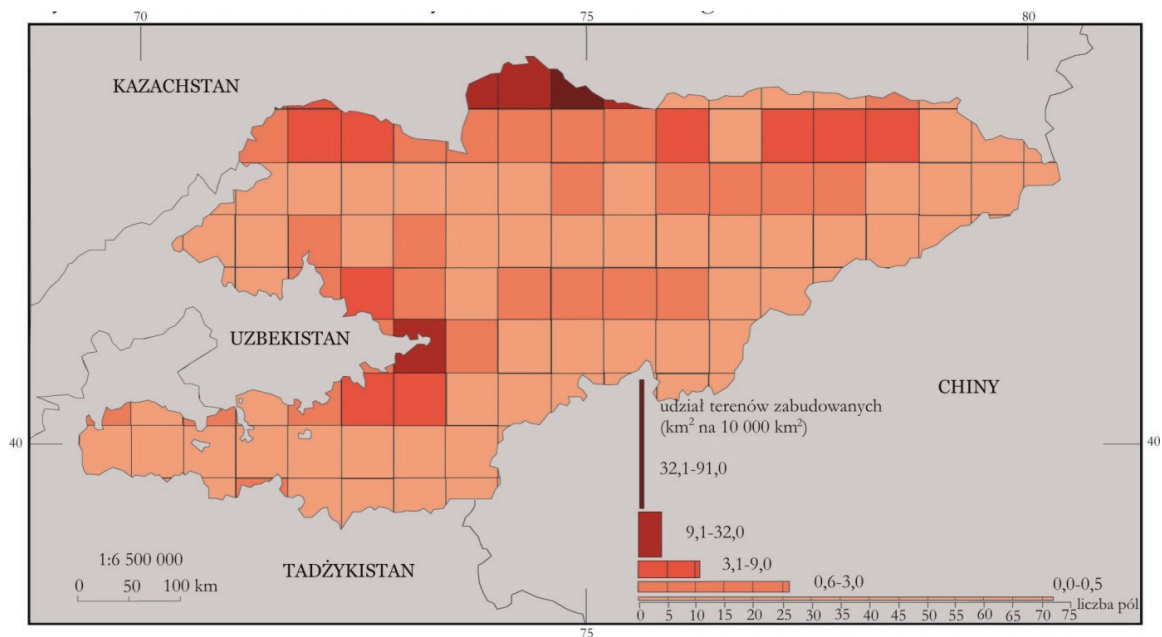 70 75 80
KAZACHSTAN
UZBEKISTAN
CHINY
udział terenów zabudowanych
(km² na 10 000 km²)
40 40
32,1-91,0
9,1-32,0
1:6 500 000
3,1-9,0
TADŻYKISTAN
0,6-3,0
0,0-0,5
0 50 100 km
liczba pól
0 5 10 15 20 25 30 35 40 45 50 55 60 65 70 75
75